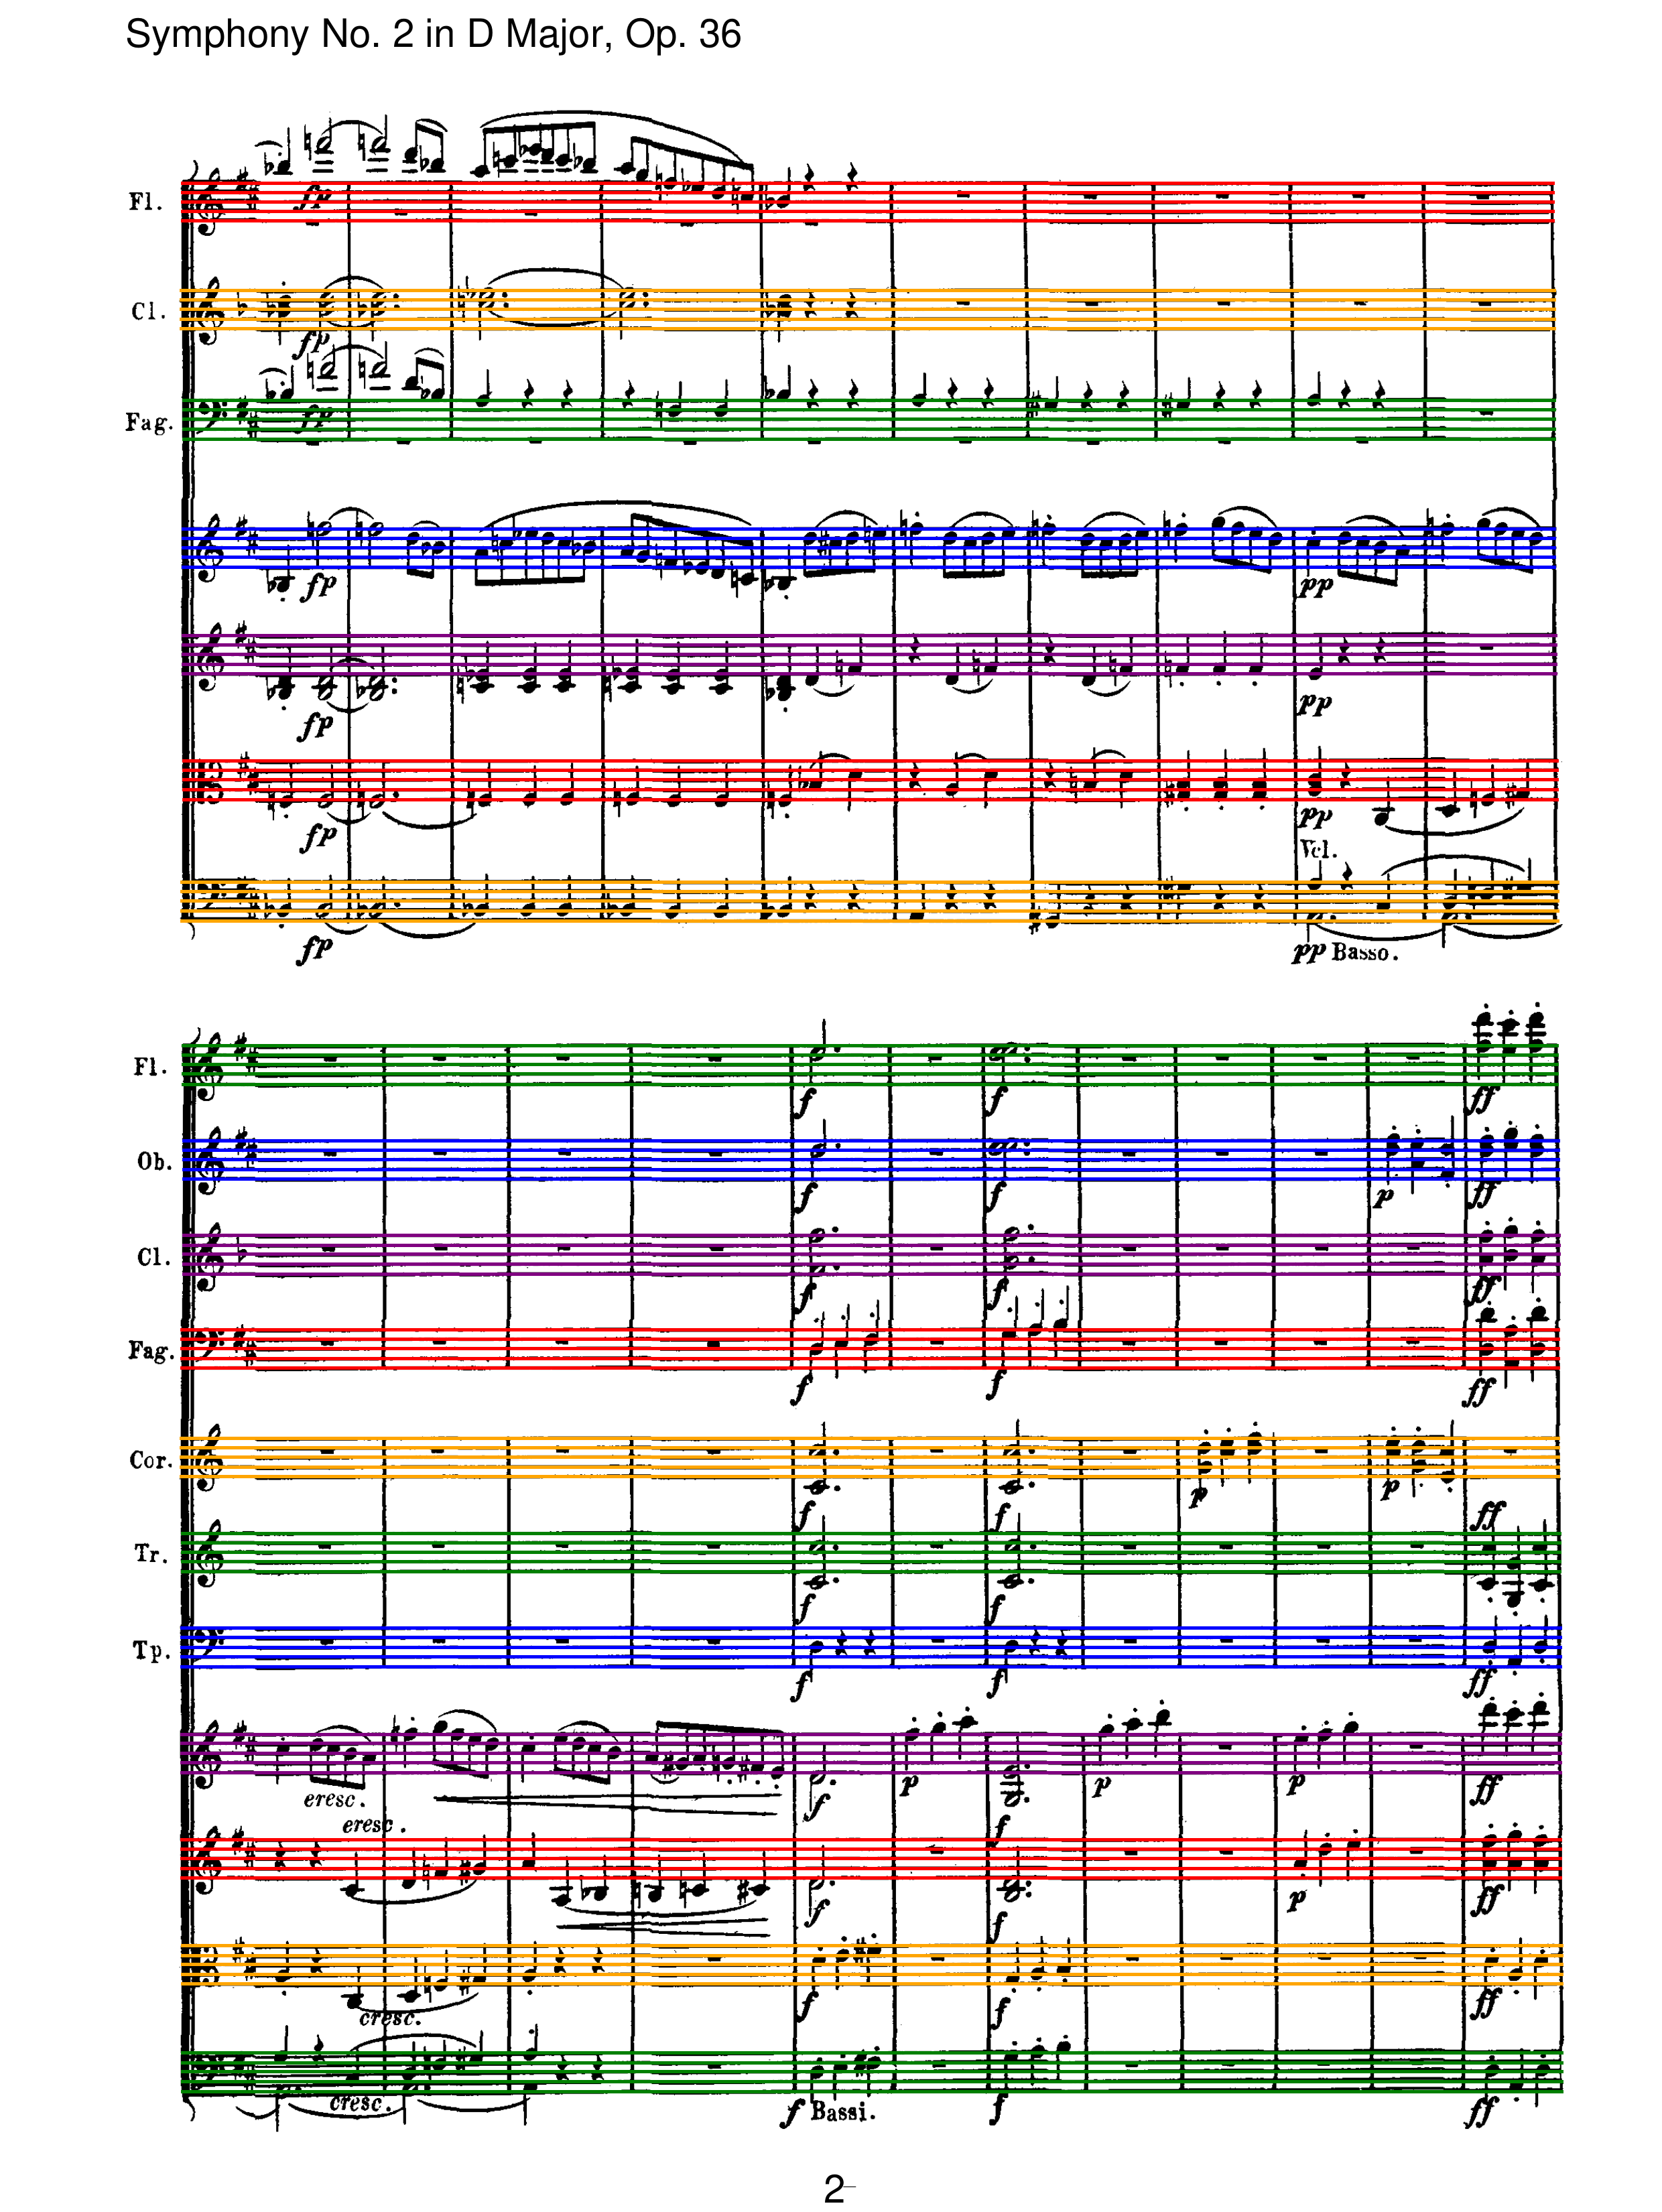 Symphony No. 2 in D Major, Op. 36
Fl.
fp
Cl.
fp
Fag.
fp
fp
pp
fp
pp
fp
pp
Vcl.
fp
pp Basso.
Fl.
f f ff
Ob.
f f p ff
Cl.
f f ff
Fag.
f f ff
Cor.
f f p p ff
Tr.
f f
Tp.
f f ff
cresc. f p f p p ff
cresc. f f p ff
cresc. f f ff
cresc. f Bassi. f ff
2